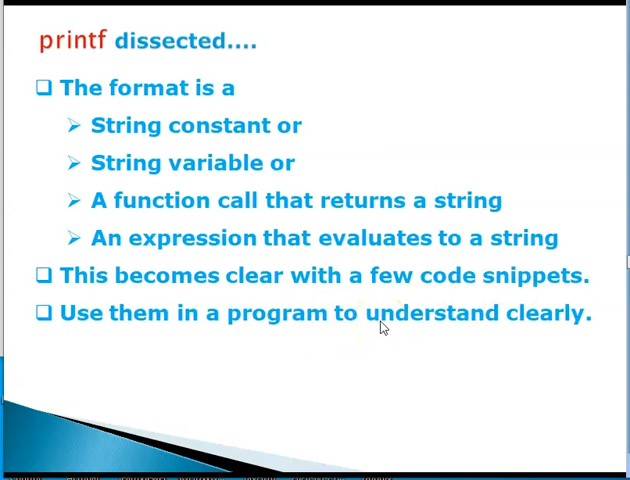 printf dissected....
The format is a
String constant or
String variable or
A function call that returns a string
An expression that evaluates to a string
This becomes clear with a few code snippets.
Use them in a program to understand clearly.